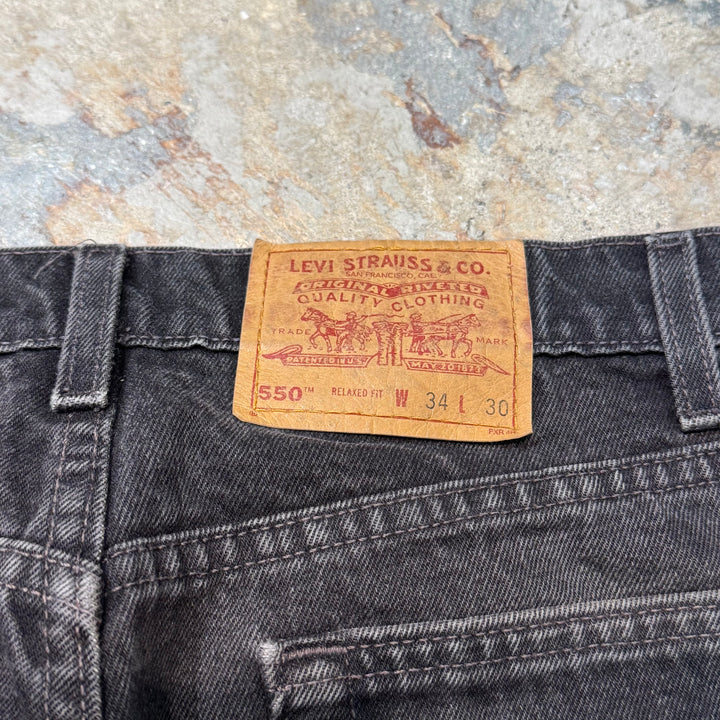 LEVI STRAUSS & CO.
SAN FRANCISCO, CAL.
ORIGINAL RIVETED
QUALITY CLOTHING
TRADE MARK
PATENTED IN U.S. MAY 20 1873
550™ RELAXED FIT W 34 L 30